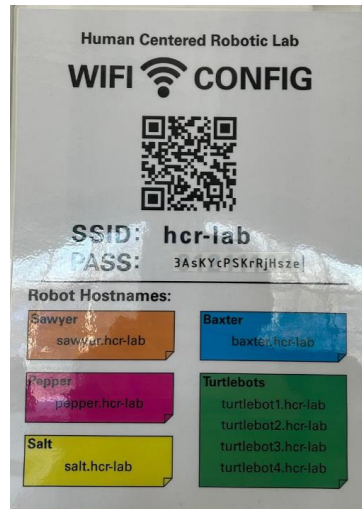 Human Centered Robotic Lab
WIFI CONFIG
SSID: hcr-lab
PASS: 3AsKYcPSKrRjHsze
Robot Hostnames:
Sawyer
sawyer.hcr-lab
Baxter
baxter.hcr-lab
Pepper
pepper.hcr-lab
Turtlebots
turtlebot1.hcr-lab
turtlebot2.hcr-lab
turtlebot3.hcr-lab
turtlebot4.hcr-lab
Salt
salt.hcr-lab